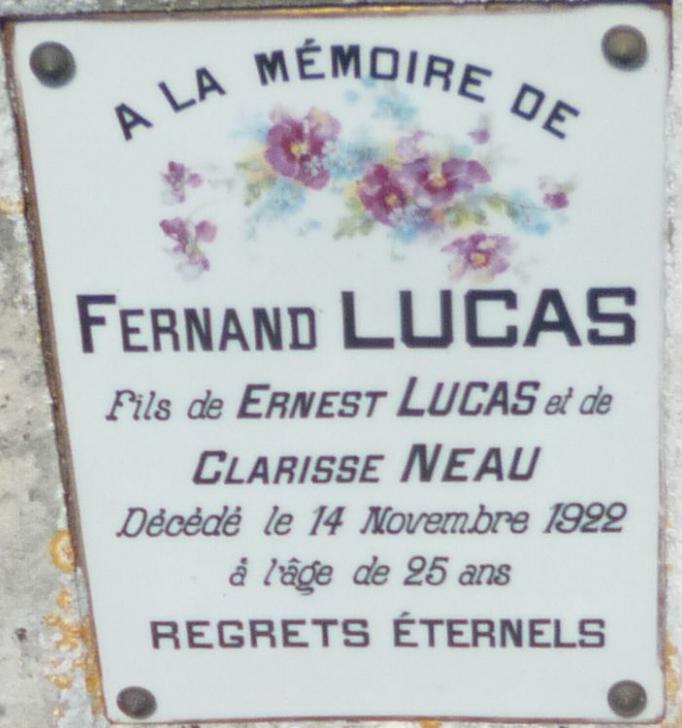 A LA MÉMOIRE DE
FERNAND LUCAS
Fils de ERNEST LUCAS et de
CLARISSE NEAU
Décédé le 14 Novembre 1922
à l'âge de 25 ans
REGRETS ÉTERNELS